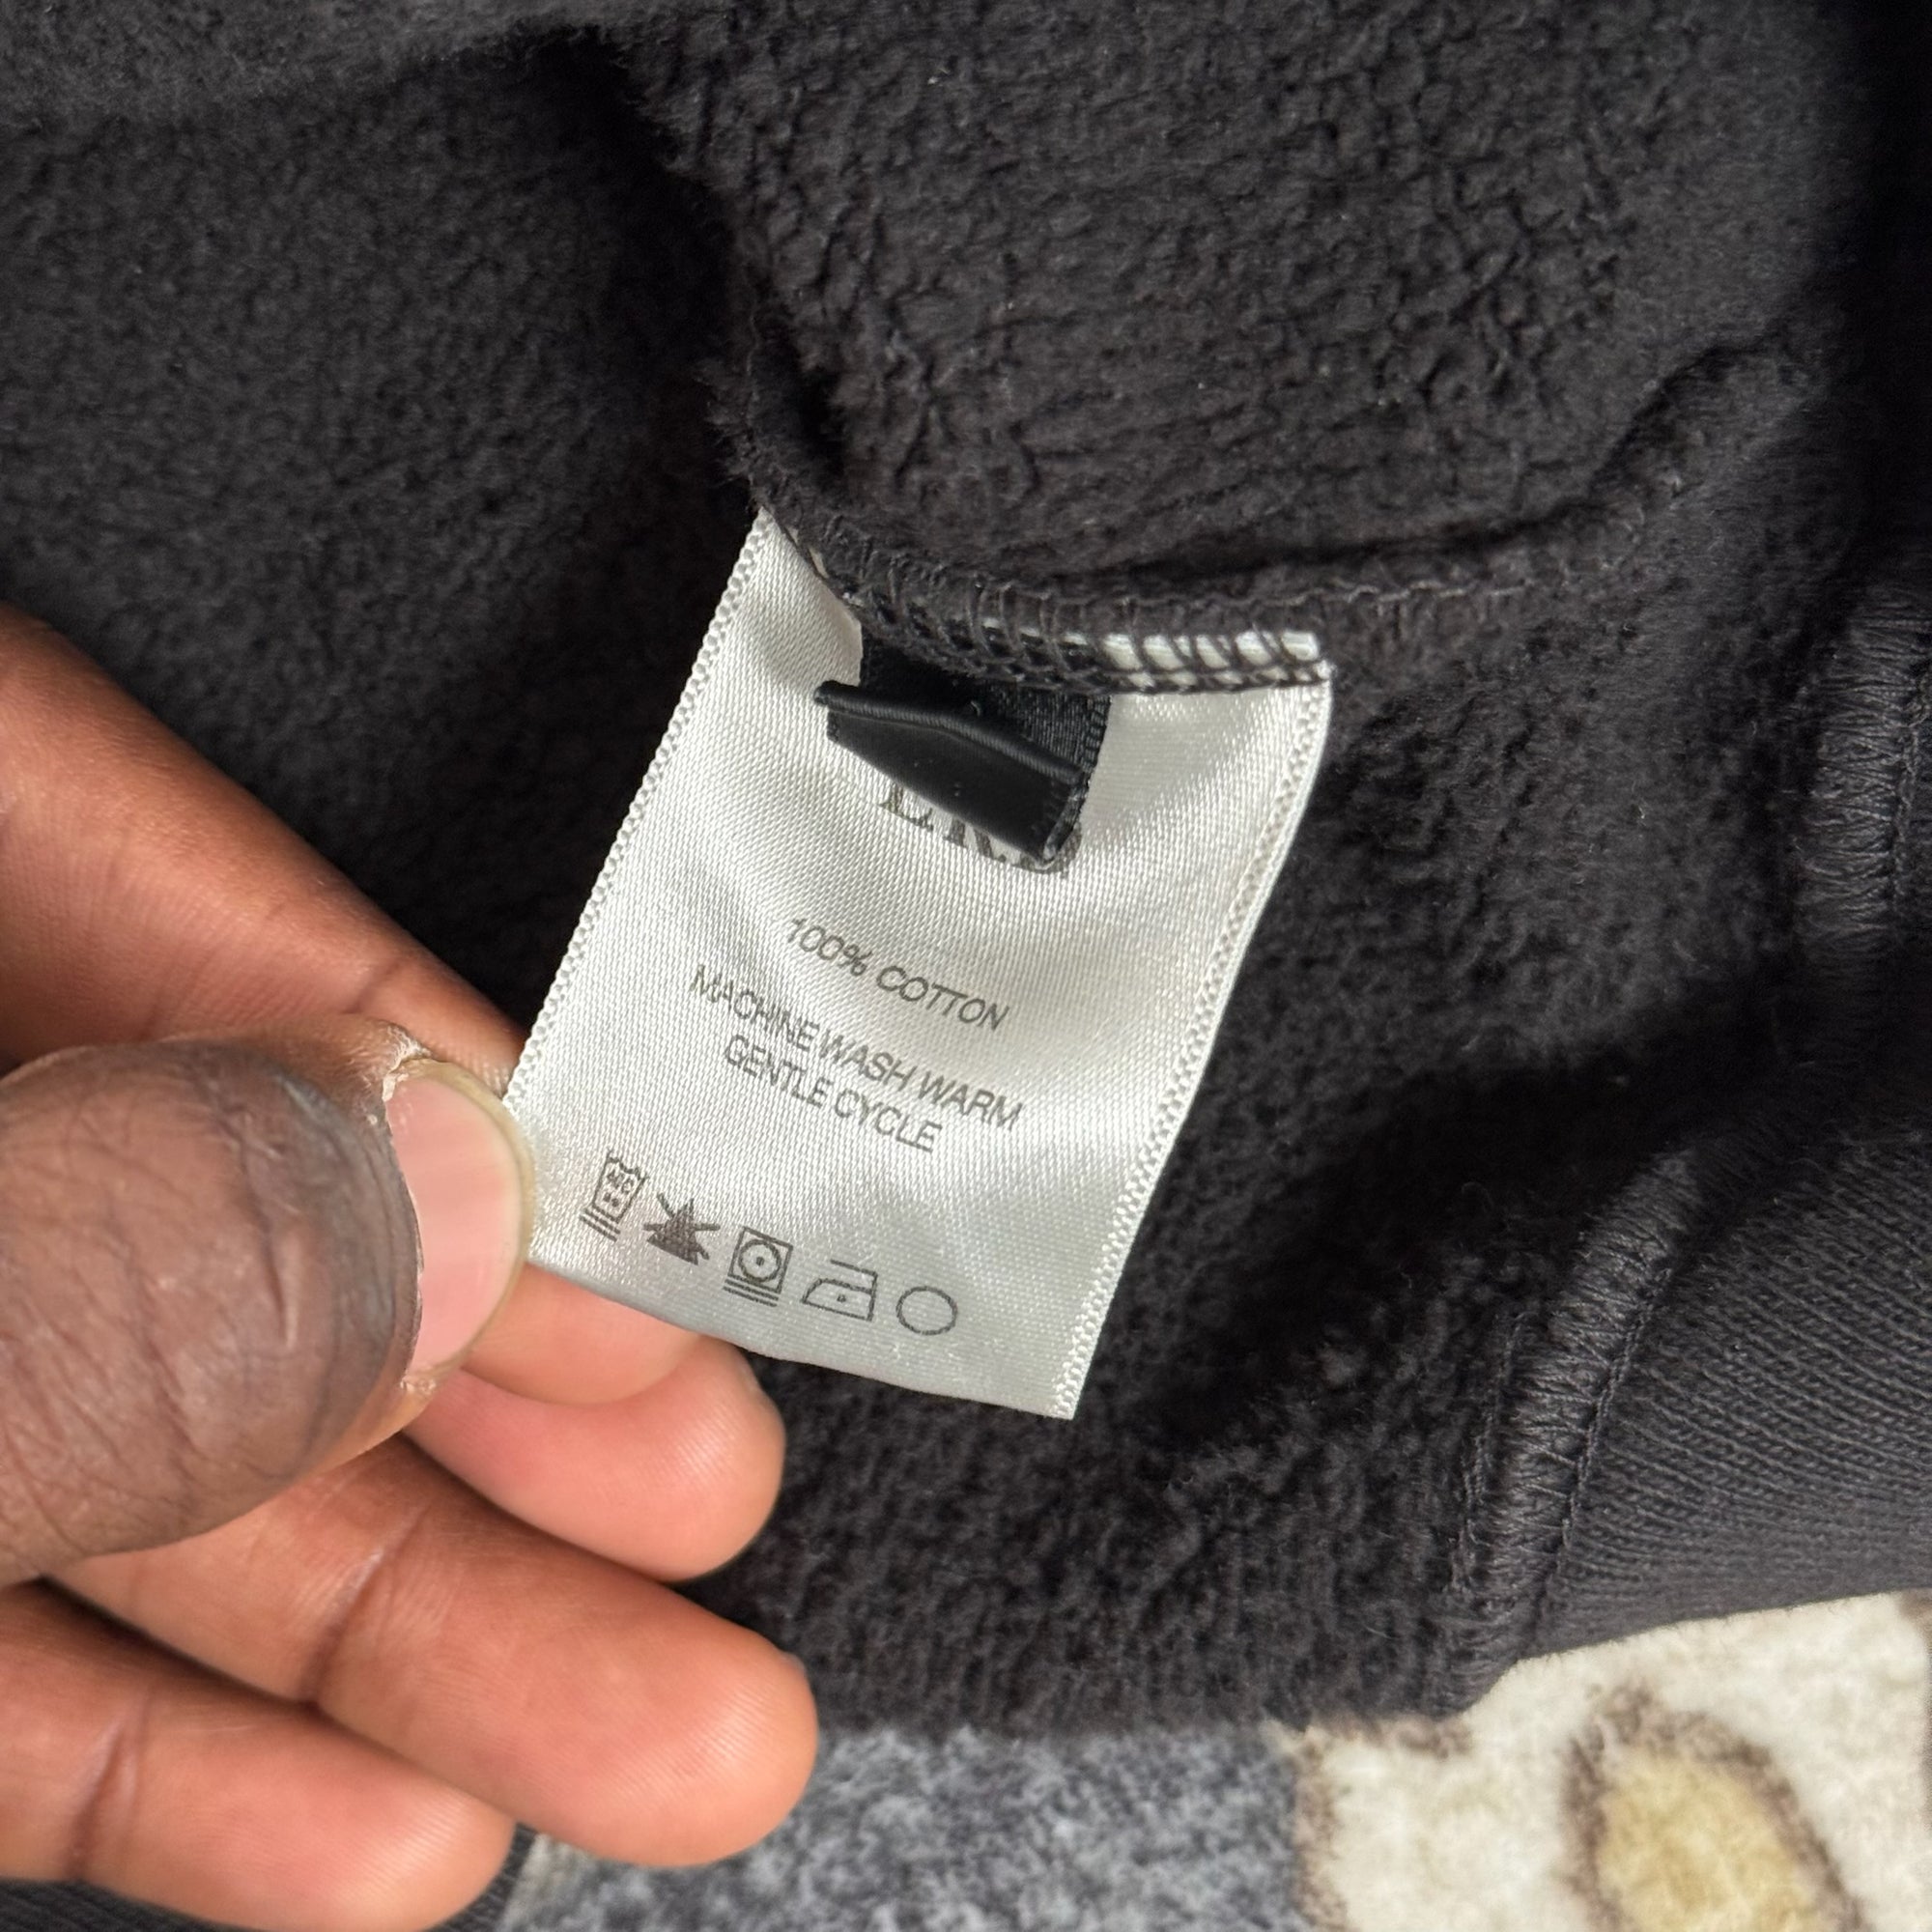 100% COTTON
MACHINE WASH WARM
GENTLE CYCLE